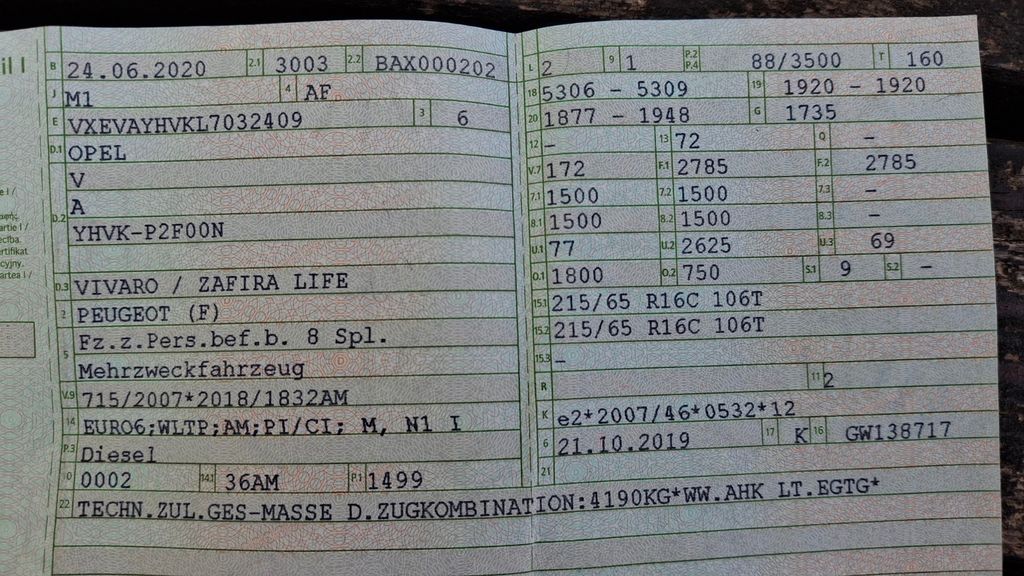 il I
B 24.06.2020 2.1 3003 2.2 BAX000202
J M1 4 AF
E VXEVAYHVKL7032409 3 6
D.1 OPEL
V
A
D.2 YHVK-P2F00N
D.3 VIVARO / ZAFIRA LIFE
2 PEUGEOT (F)
5 Fz.z.Pers.bef.b. 8 Spl.
Mehrzweckfahrzeug
V.9 715/2007*2018/1832AM
14 EURO6;WLTP;AM;PI/CI; M, N1 I
P.3 Diesel
10 0002 14.1 36AM P.1 1499
22 TECHN.ZUL.GES-MASSE D.ZUGKOMBINATION:4190KG*WW.AHK LT.EGTG*
L 2 9 1 P.2 P.4 88/3500 T 160
18 5306 - 5309 19 1920 - 1920
20 1877 - 1948 G 1735
12 - 13 72 Q -
V.7 172 F.1 2785 F.2 2785
7.1 1500 7.2 1500 7.3 -
8.1 1500 8.2 1500 8.3 -
U.1 77 U.2 2625 U.3 69
O.1 1800 O.2 750 S.1 9 S.2 -
15.1 215/65 R16C 106T
15.2 215/65 R16C 106T
15.3 -
R 11 2
K e2*2007/46*0532*12
6 21.10.2019 17 K 16 GW138717
21